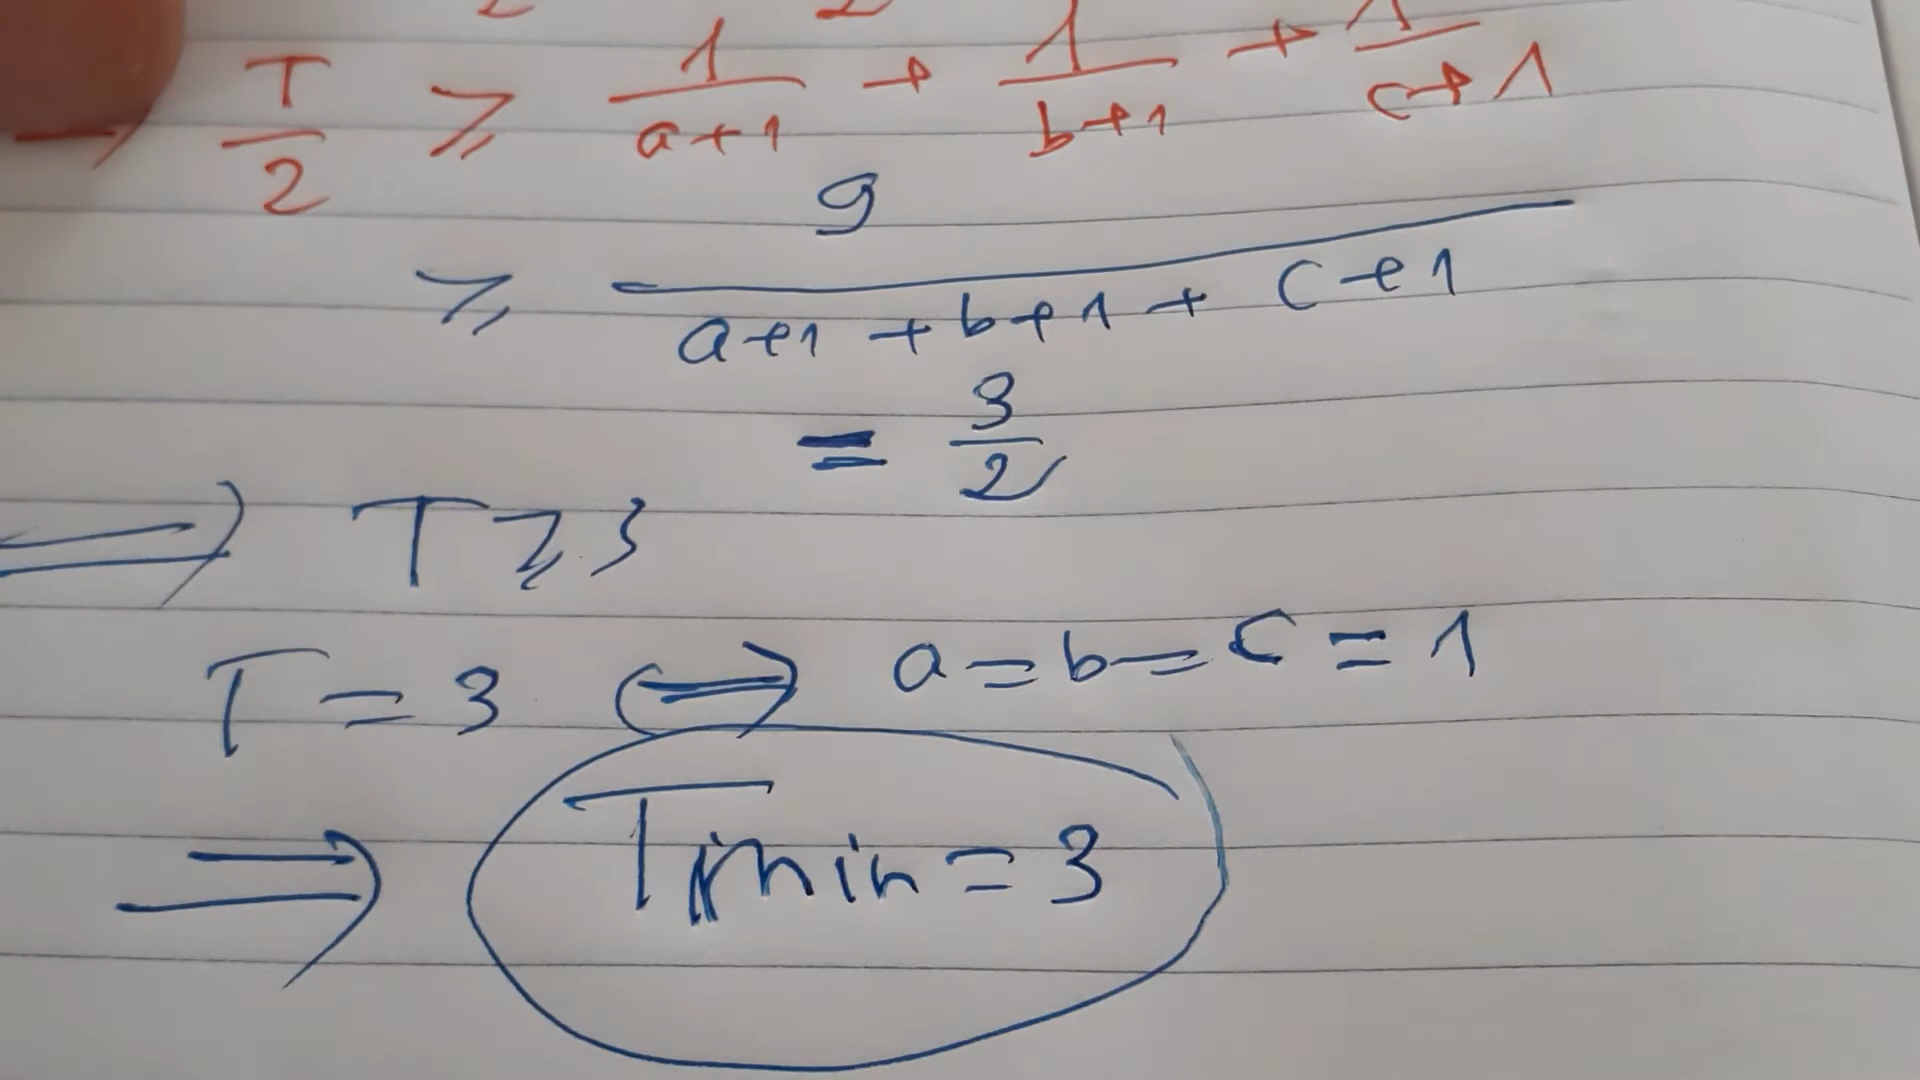 → T/2 ⩾ 1/(a+1) + 1/(b+1) + 1/(c+1)
⩾ 9/(a+1+b+1+c+1)
= 3/2
⟹ T ⩾ 3
T = 3 ⟺ a = b = c = 1
⟹ Tmin = 3